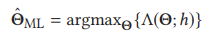 Θ̂_ML = argmax_Θ{Λ(Θ; h)}